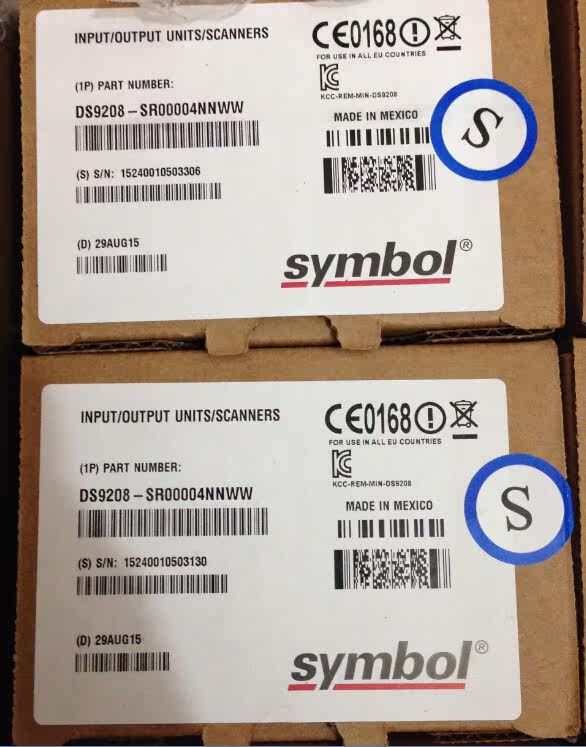 INPUT/OUTPUT UNITS/SCANNERS
CE0168
FOR USE IN ALL EU COUNTRIES
(1P) PART NUMBER:
KCC-REM-MIN-DS9208
DS9208-SR00004NNWW
MADE IN MEXICO
S
(S) S/N: 15240010503306
(D) 29AUG15
symbol®
INPUT/OUTPUT UNITS/SCANNERS
CE0168
FOR USE IN ALL EU COUNTRIES
(1P) PART NUMBER:
KCC-REM-MIN-DS9208
DS9208-SR00004NNWW
MADE IN MEXICO
S
(S) S/N: 15240010503130
(D) 29AUG15
symbol®